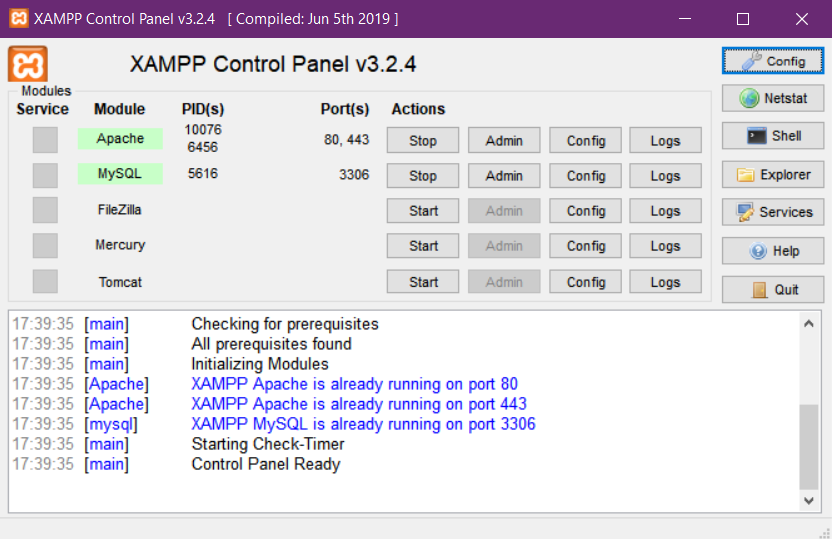 XAMPP Control Panel v3.2.4 [ Compiled: Jun 5th 2019 ]
XAMPP Control Panel v3.2.4
Config
Modules
Service Module PID(s) Port(s) Actions
Netstat
Apache 10076 6456 80, 443 Stop Admin Config Logs
Shell
MySQL 5616 3306 Stop Admin Config Logs
Explorer
FileZilla Start Admin Config Logs
Services
Mercury Start Admin Config Logs
Help
Tomcat Start Admin Config Logs
Quit
17:39:35 [main] Checking for prerequisites
17:39:35 [main] All prerequisites found
17:39:35 [main] Initializing Modules
17:39:35 [Apache] XAMPP Apache is already running on port 80
17:39:35 [Apache] XAMPP Apache is already running on port 443
17:39:35 [mysql] XAMPP MySQL is already running on port 3306
17:39:35 [main] Starting Check-Timer
17:39:35 [main] Control Panel Ready